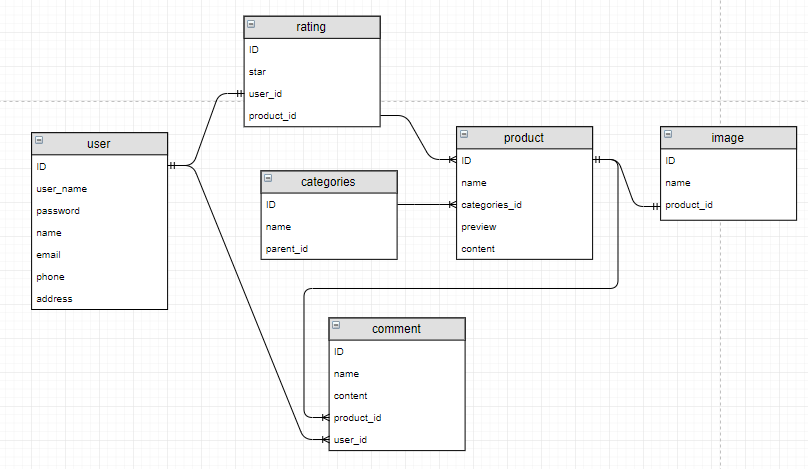 rating
ID
star
user_id
product_id
user
ID
user_name
password
name
email
phone
address
categories
ID
name
parent_id
product
ID
name
categories_id
preview
content
image
ID
name
product_id
comment
ID
name
content
product_id
user_id